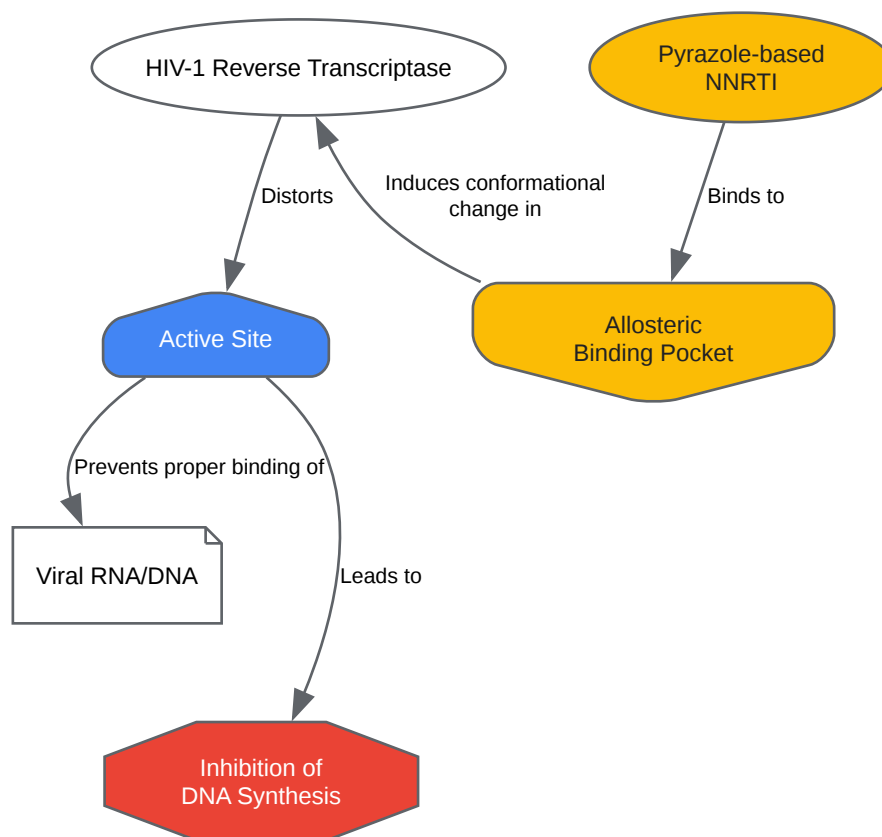 HIV-1 Reverse Transcriptase
Pyrazole-based
NNRTI
Distorts
Induces conformational
change in
Binds to
Active Site
Allosteric
Binding Pocket
Prevents proper binding of
Viral RNA/DNA
Leads to
Inhibition of
DNA Synthesis